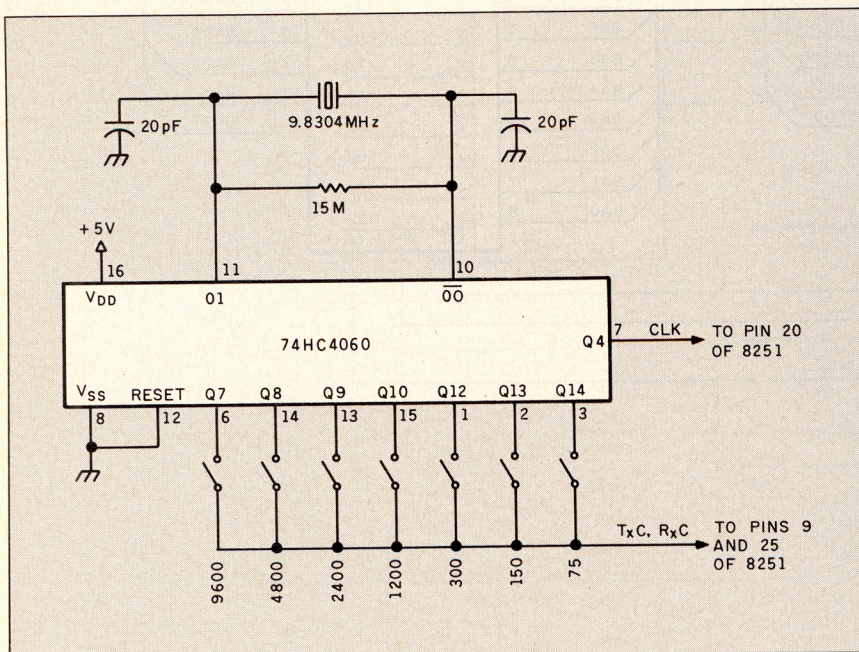 20pF
9.8304MHz
20pF
15M
+5V
16
11
10
VDD
01
00
74HC4060
Q4
7
CLK
TO PIN 20
OF 8251
VSS
RESET
Q7
Q8
Q9
Q10
Q12
Q13
Q14
8
12
6
14
13
15
1
2
3
TxC, RxC
TO PINS 9
AND 25
OF 8251
9600
4800
2400
1200
300
150
75